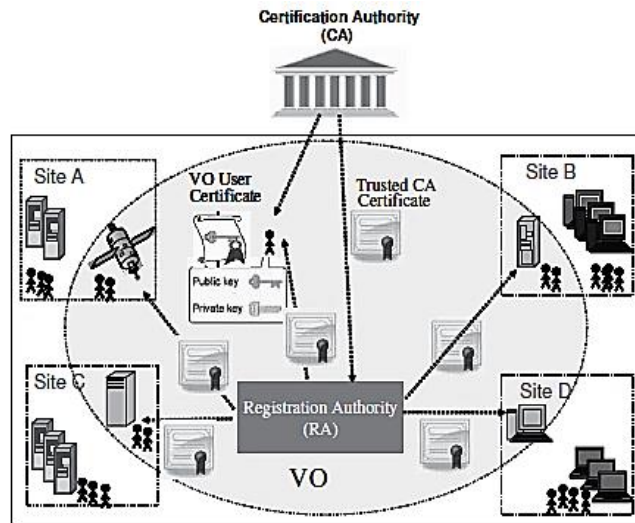 Certification Authority
(CA)
Site A
VO User
Certificate
Trusted CA
Certificate
Site B
Public key
Private key
Site C
Registration Authority
(RA)
Site D
VO